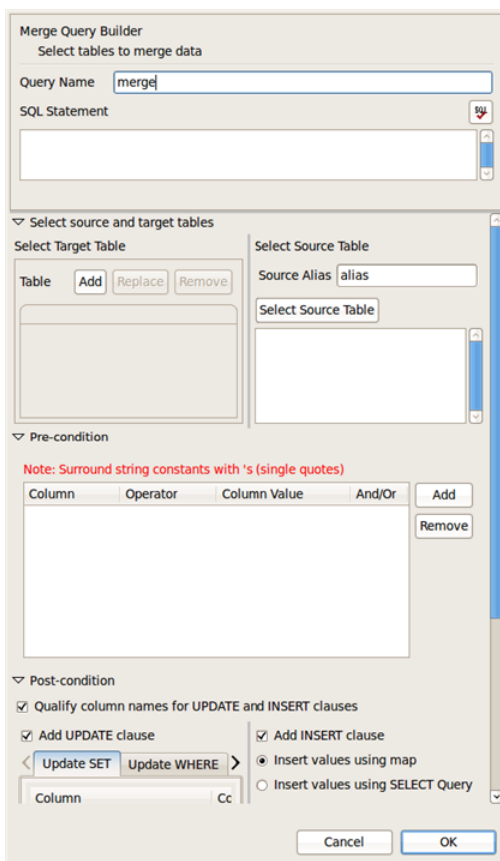 Merge Query Builder
Select tables to merge data
Query Name merge
SQL Statement
SQL
Select source and target tables
Select Target Table
Table Add Replace Remove
Select Source Table
Source Alias alias
Select Source Table
Pre-condition
Note: Surround string constants with 's (single quotes)
Column Operator Column Value And/Or
Add
Remove
Post-condition
Qualify column names for UPDATE and INSERT clauses
Add UPDATE clause
Update SET Update WHERE
Column Cc
Add INSERT clause
Insert values using map
Insert values using SELECT Query
Cancel OK